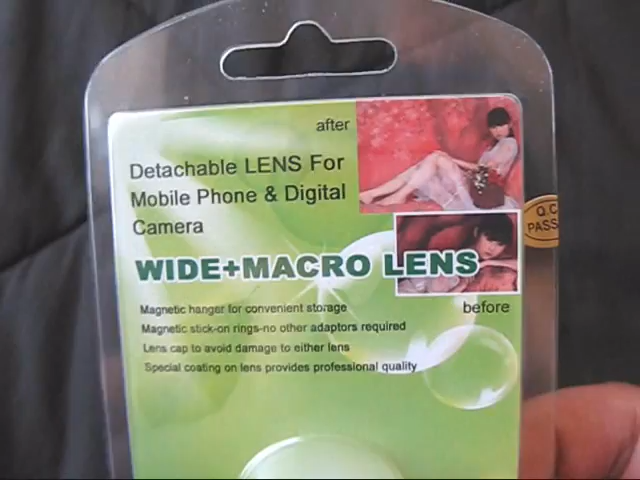 after
Detachable LENS For
Mobile Phone & Digital
Camera
Q.C
PASS
WIDE+MACRO LENS
before
Magnetic hanger for convenient storage
Magnetic stick-on rings-no other adaptors required
Lens cap to avoid damage to either lens
Special coating on lens provides professional quality